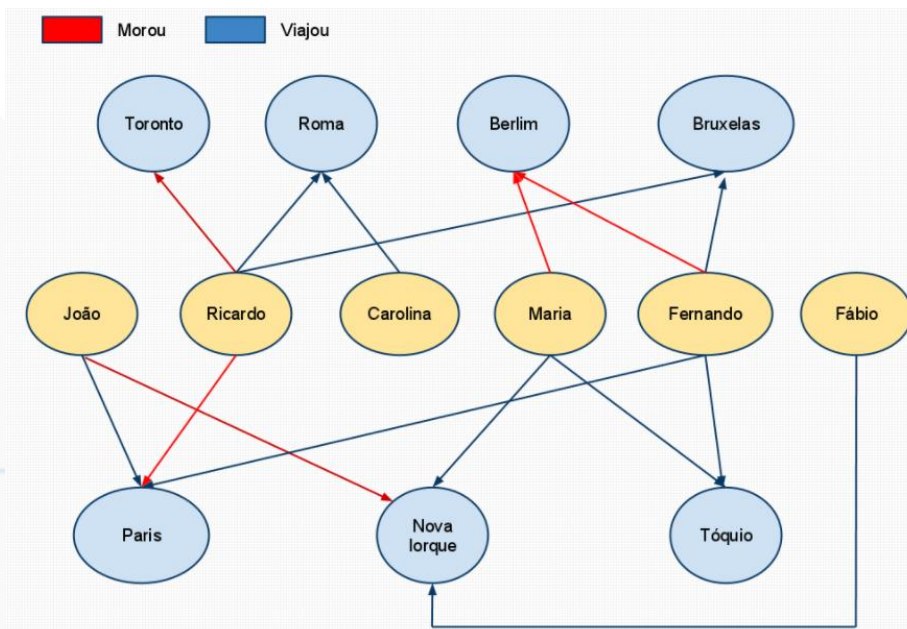 Morou
Viajou
Toronto
Roma
Berlim
Bruxelas
João
Ricardo
Carolina
Maria
Fernando
Fábio
Paris
Nova
Iorque
Tóquio